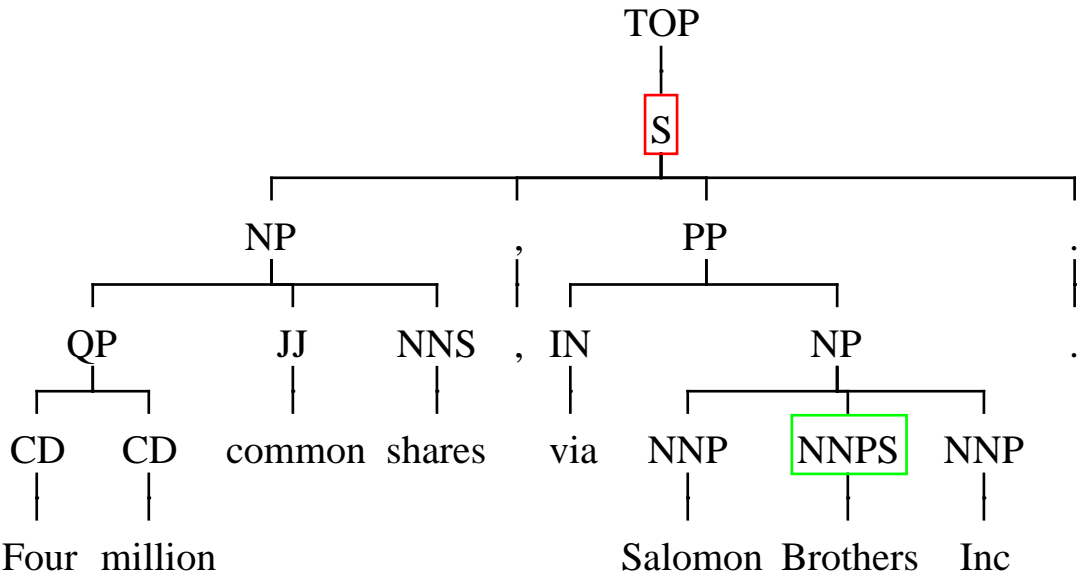 TOP
S
NP , PP .
QP JJ NNS , IN NP .
CD CD common shares via NNP NNPS NNP
Four million Salomon Brothers Inc